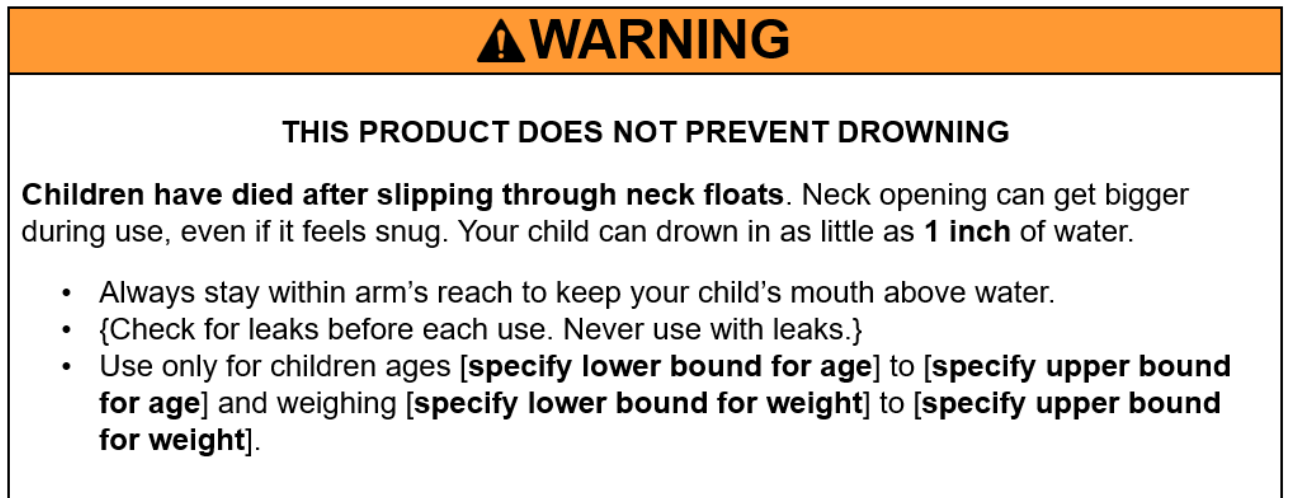 ⚠WARNING
THIS PRODUCT DOES NOT PREVENT DROWNING
Children have died after slipping through neck floats. Neck opening can get bigger
during use, even if it feels snug. Your child can drown in as little as 1 inch of water.
• Always stay within arm’s reach to keep your child’s mouth above water.
• {Check for leaks before each use. Never use with leaks.}
• Use only for children ages [specify lower bound for age] to [specify upper bound
for age] and weighing [specify lower bound for weight] to [specify upper bound
for weight].